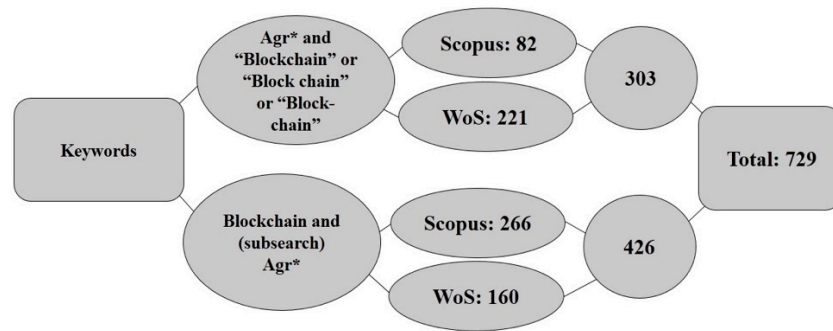 Keywords
Agr* and
“Blockchain” or
“Block chain”
or “Block-
chain”
Scopus: 82
WoS: 221
303
Blockchain and
(subsearch)
Agr*
Scopus: 266
WoS: 160
426
Total: 729